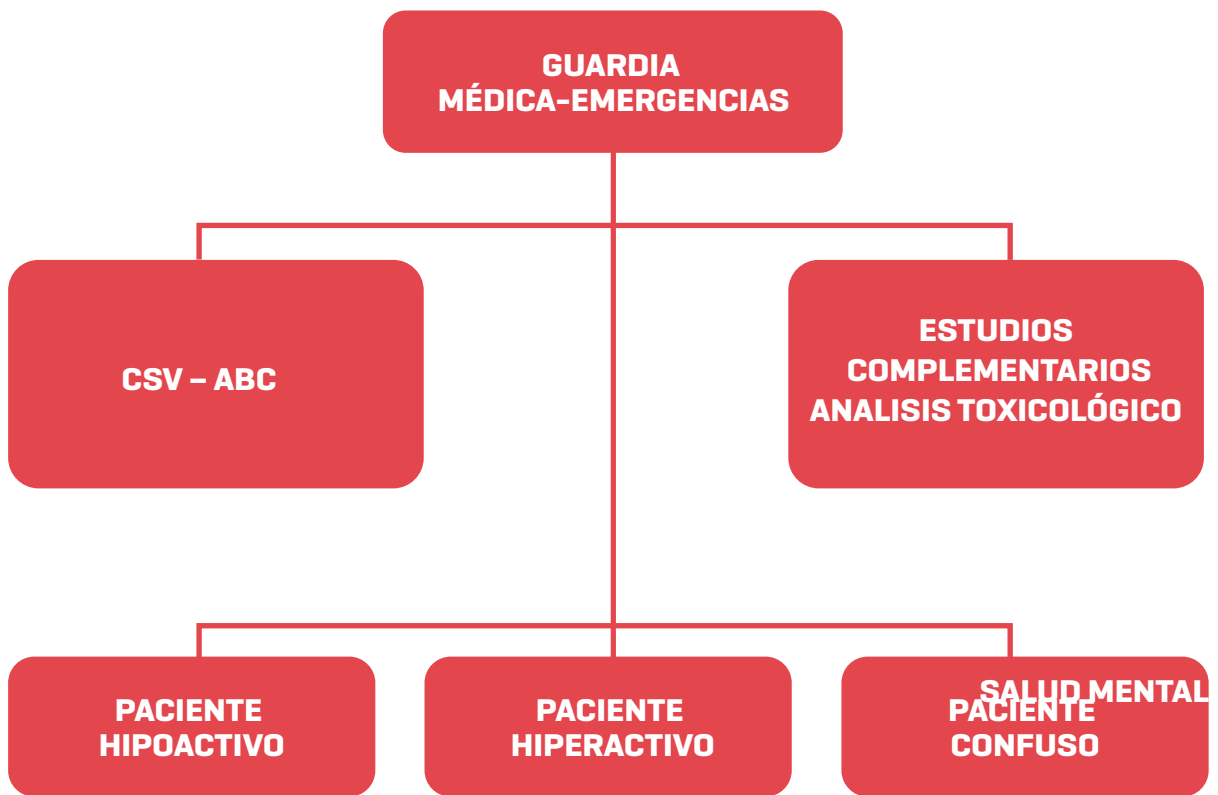 GUARDIA
MÉDICA-EMERGENCIAS
CSV – ABC
ESTUDIOS
COMPLEMENTARIOS
ANALISIS TOXICOLÓGICO
PACIENTE
HIPOACTIVO
PACIENTE
HIPERACTIVO
SALUD MENTAL
PACIENTE
CONFUSO